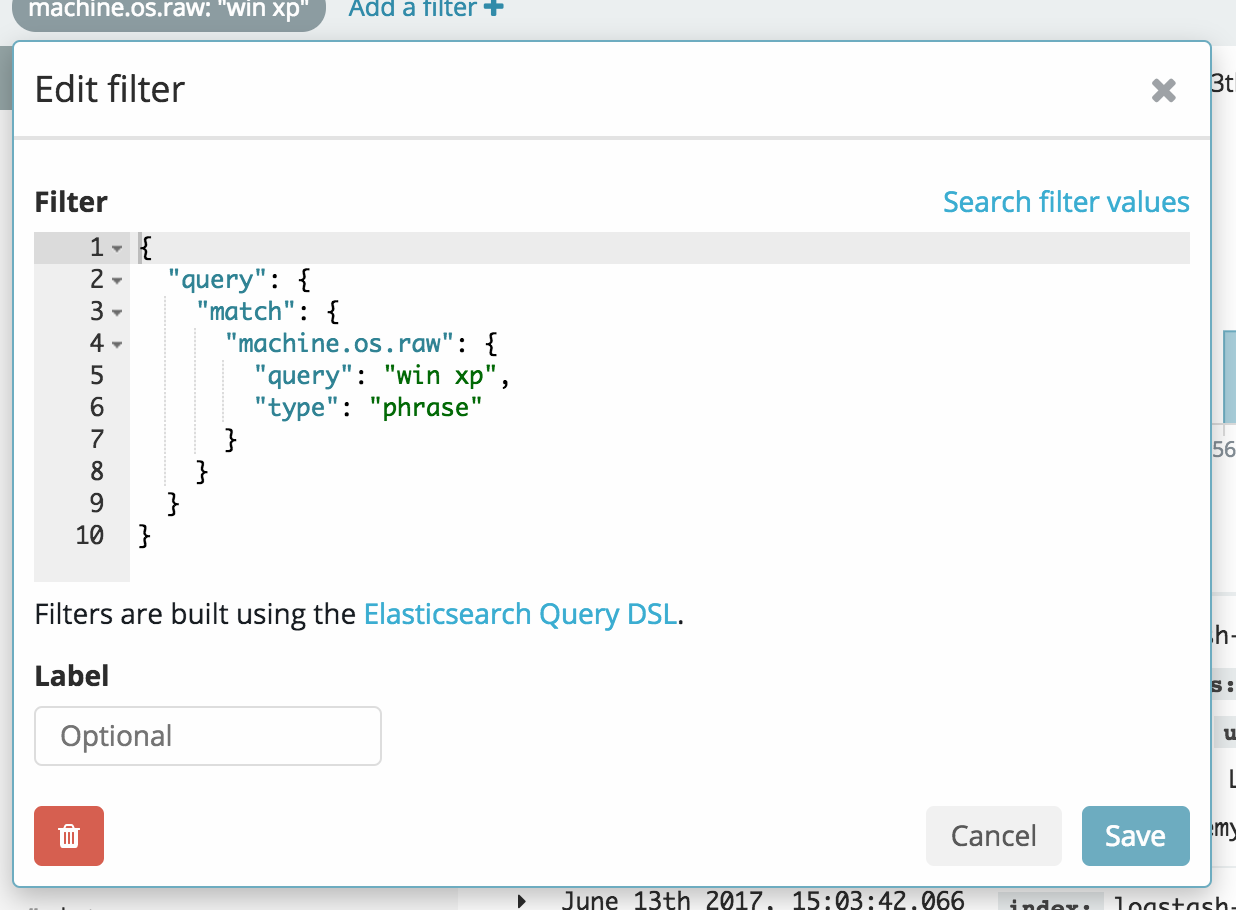 machine.os.raw: "win xp" Add a filter
Edit filter
Filter Search filter values
1 {
2 "query": {
3 "match": {
4 "machine.os.raw": {
5 "query": "win xp",
6 "type": "phrase"
7 }
8 }
9 }
10 }
Filters are built using the Elasticsearch Query DSL.
Label
Optional
Cancel Save
56
June 13th 2017, 15:03:42.066 index: logstash-